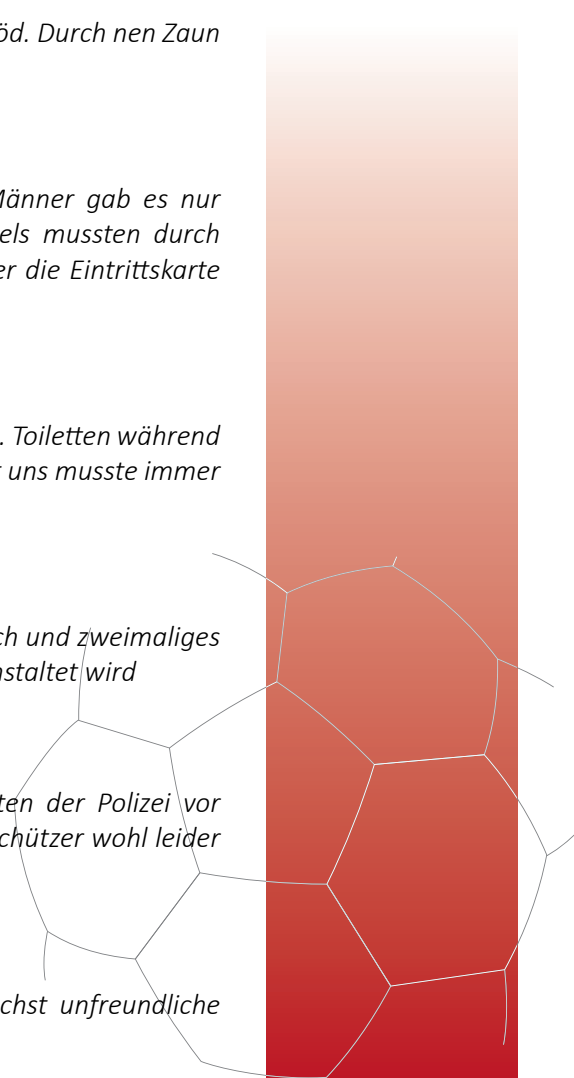 öd. Durch nen Zaun
Männer gab es nur
els mussten durch
er die Eintrittskarte
. Toiletten während
uns musste immer
ch und zweimaliges
nstaltet wird
ten der Polizei vor
chützer wohl leider
chst unfreundliche